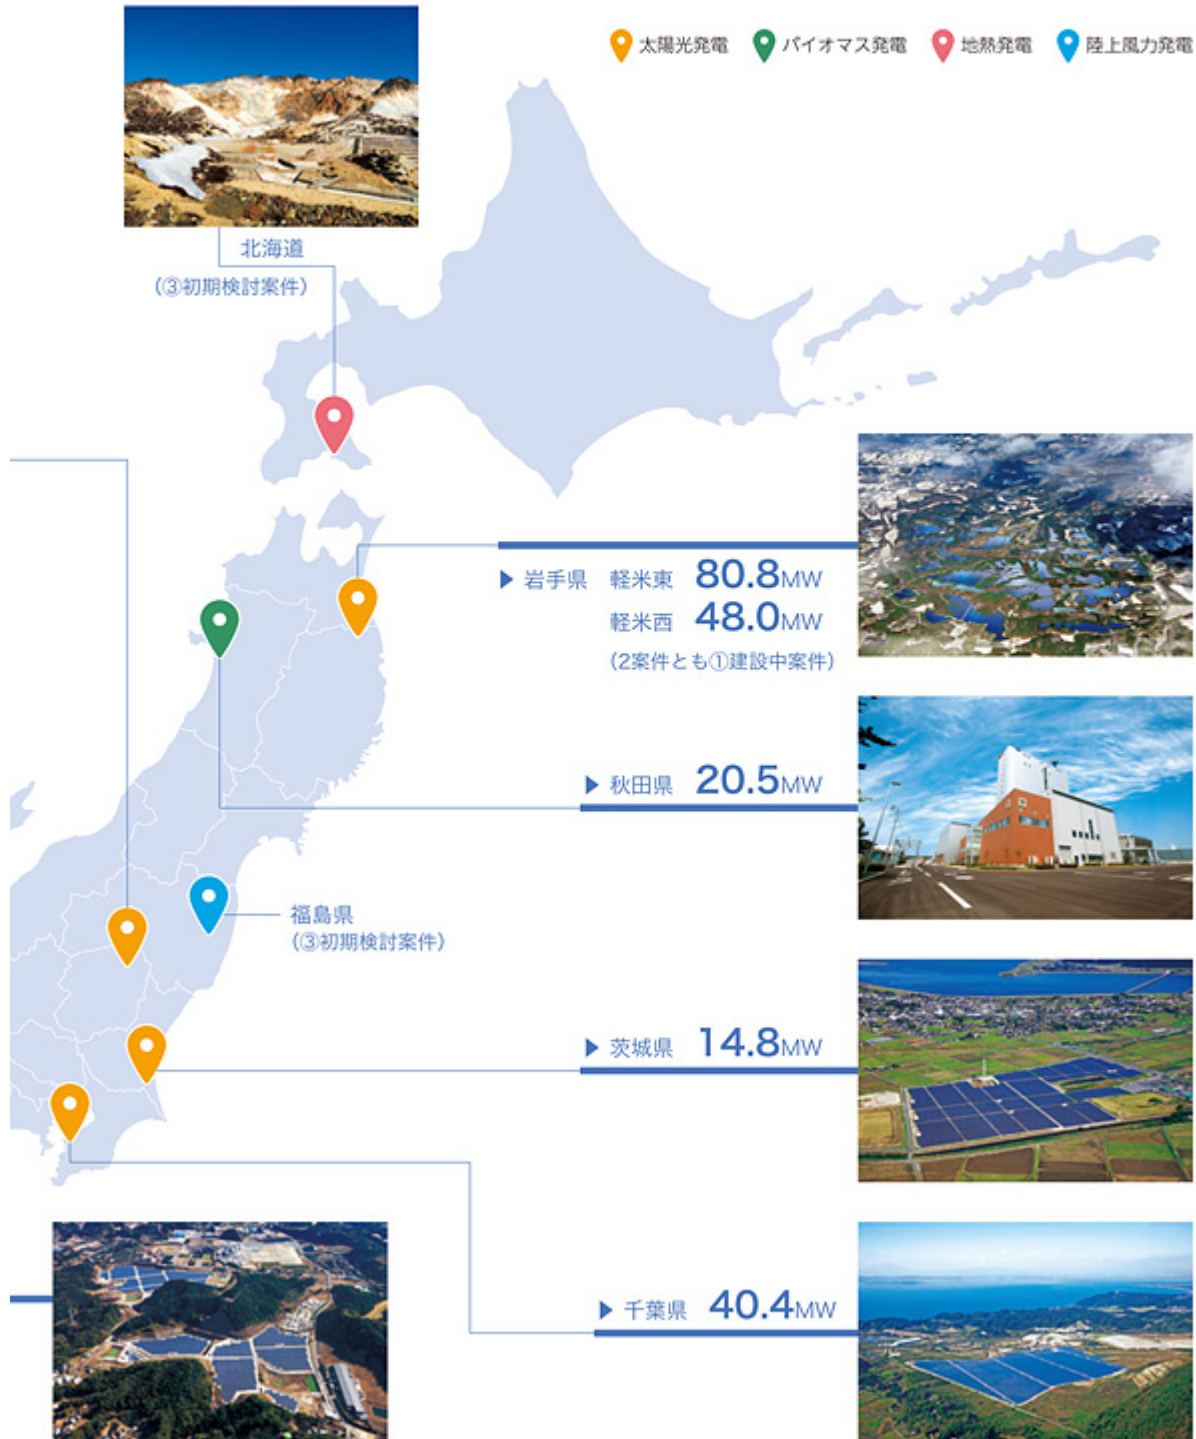 太陽光発電 バイオマス発電 地熱発電 陸上風力発電
北海道
(③初期検討案件)
▶ 岩手県 軽米東 80.8MW
軽米西 48.0MW
(2案件とも①建設中案件)
▶ 秋田県 20.5MW
福島県
(③初期検討案件)
▶ 茨城県 14.8MW
▶ 千葉県 40.4MW